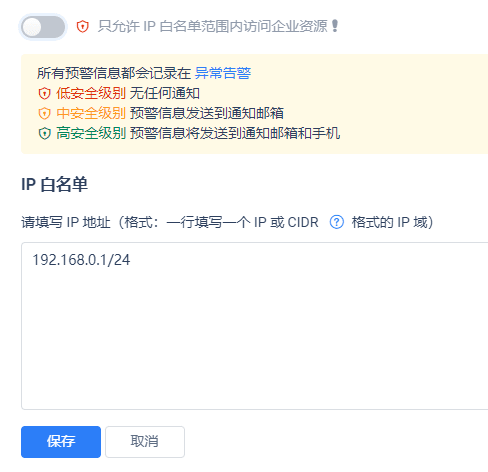 只允许 IP 白名单范围内访问企业资源！
所有预警信息都会记录在 异常告警
低安全级别 无任何通知
中安全级别 预警信息发送到通知邮箱
高安全级别 预警信息将发送到通知邮箱和手机
IP 白名单
请填写 IP 地址（格式：一行填写一个 IP 或 CIDR ? 格式的 IP 域）
192.168.0.1/24
保存 取消